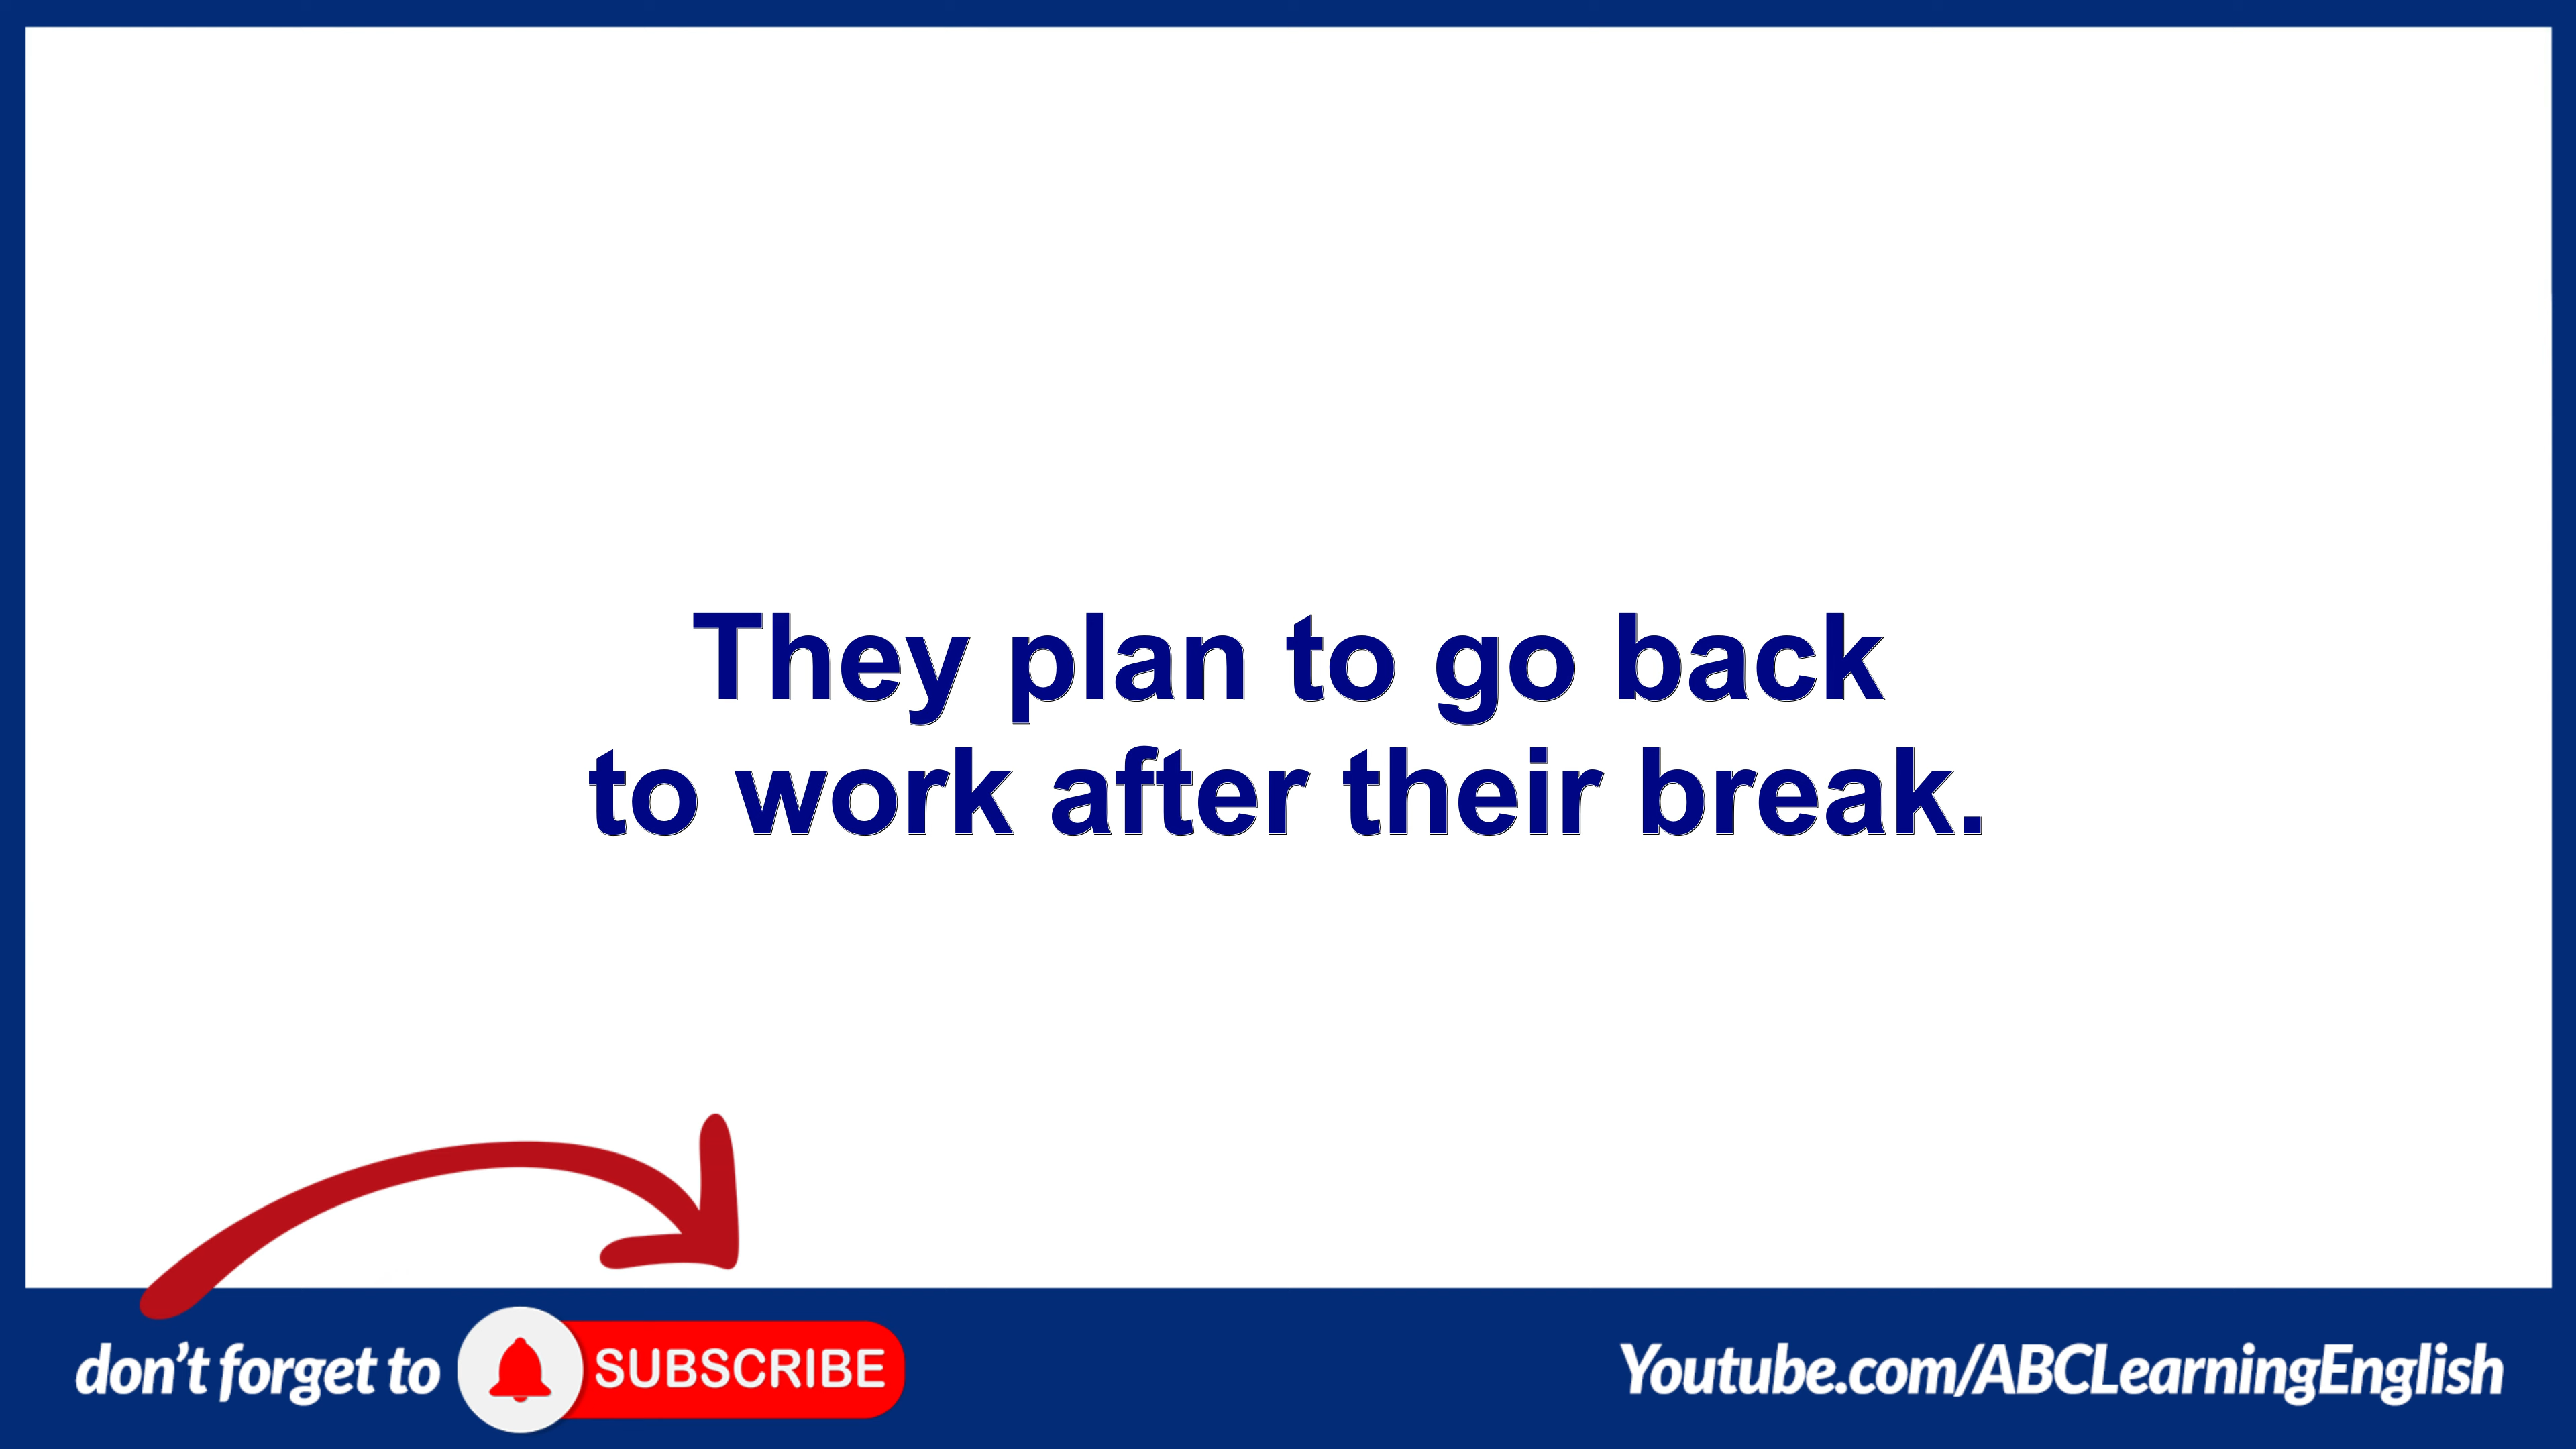 They plan to go back
to work after their break.
don't forget to SUBSCRIBE
Youtube.com/ABCLearningEnglish